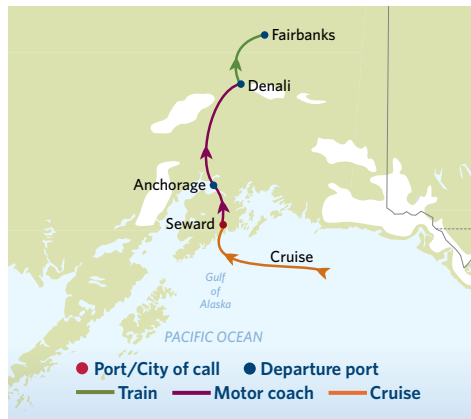 Fairbanks
Denali
Anchorage
Seward
Cruise
Gulf
of
Alaska
PACIFIC OCEAN
Port/City of call
Departure port
Train
Motor coach
Cruise